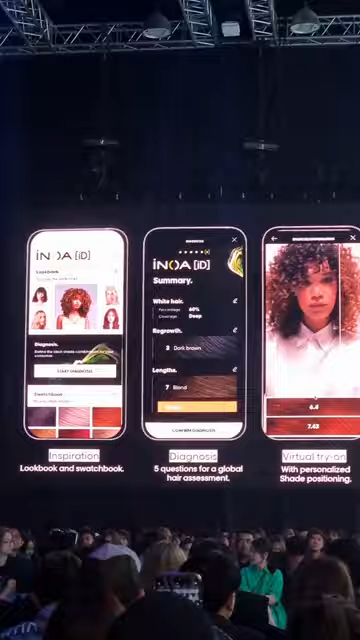 iNOA [iD]
Lookbook
Diagnosis.
START DIAGNOSIS
Swatchbook
iNOA [iD]
Summary.
White hair.
Percentage 60%
Coverage Deep
Regrowth.
3 Dark brown
Lengths.
7 Blond
CONFIRM DIAGNOSIS
6.6
7.43
Inspiration
Lookbook and swatchbook.
Diagnosis
5 questions for a global
hair assessment.
Virtual try-on
With personalized
Shade positioning.